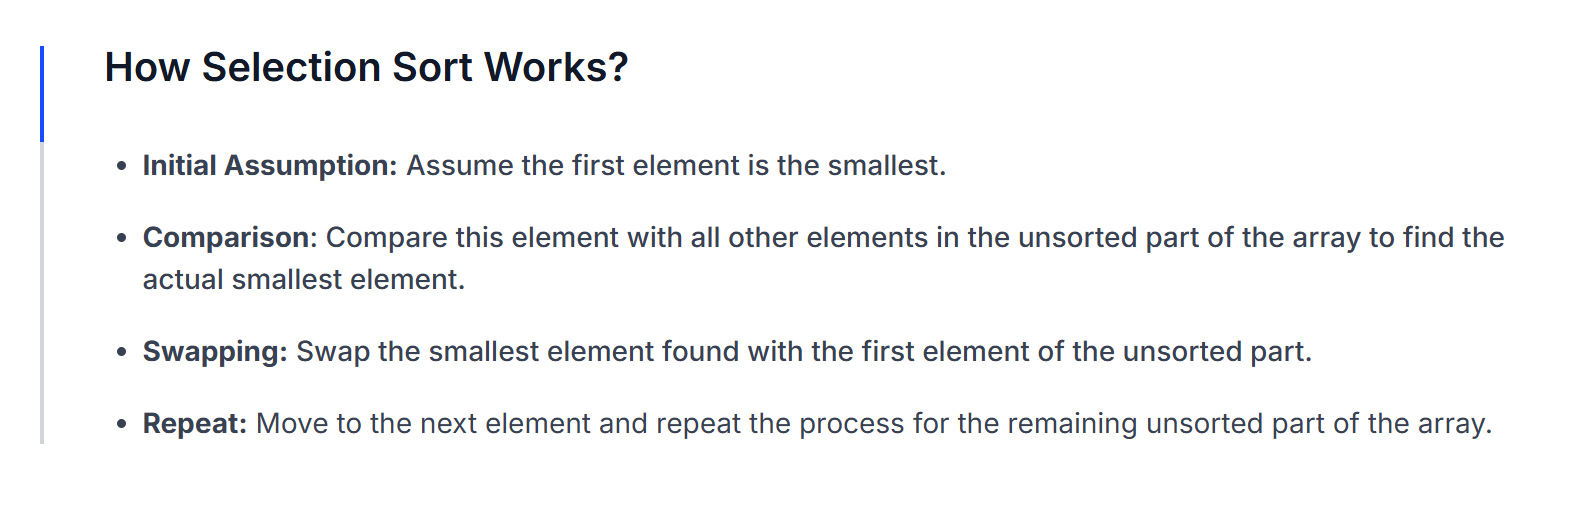 How Selection Sort Works?
• Initial Assumption: Assume the first element is the smallest.
• Comparison: Compare this element with all other elements in the unsorted part of the array to find the
actual smallest element.
• Swapping: Swap the smallest element found with the first element of the unsorted part.
• Repeat: Move to the next element and repeat the process for the remaining unsorted part of the array.